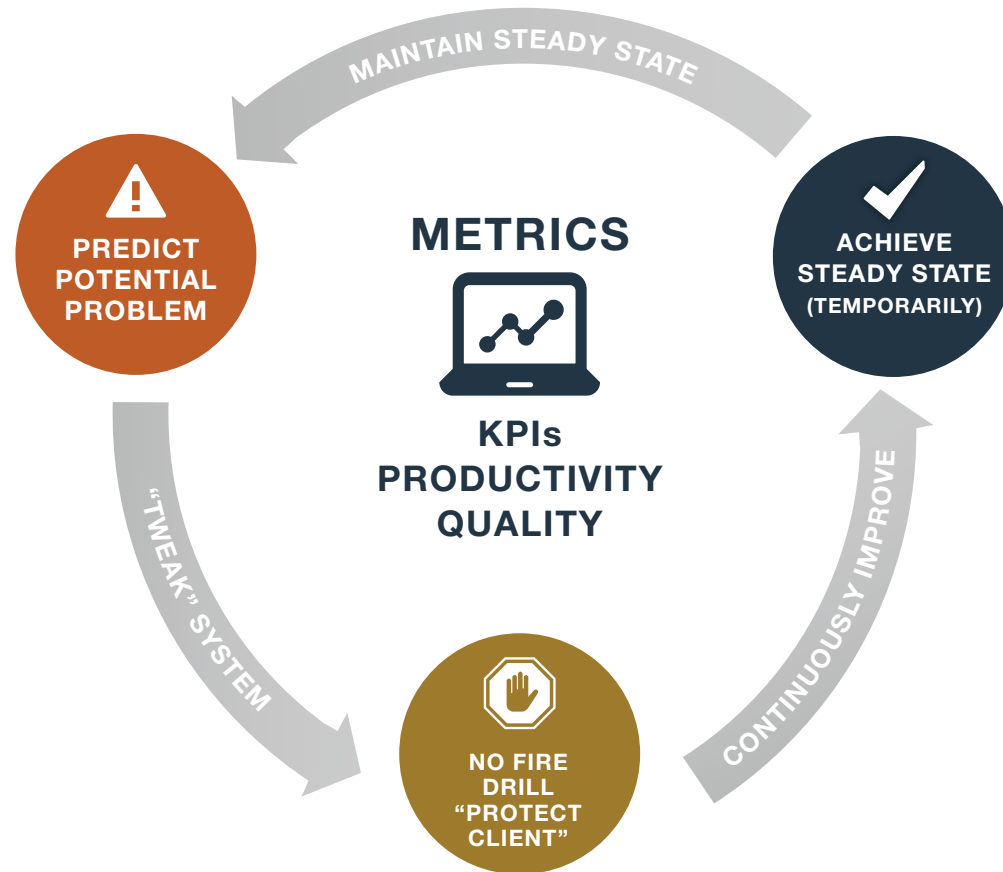 MAINTAIN STEADY STATE
PREDICT
POTENTIAL
PROBLEM
METRICS
KPIs
PRODUCTIVITY
QUALITY
ACHIEVE
STEADY STATE
(TEMPORARILY)
“TWEAK” SYSTEM
CONTINUOUSLY IMPROVE
NO FIRE
DRILL
“PROTECT
CLIENT”